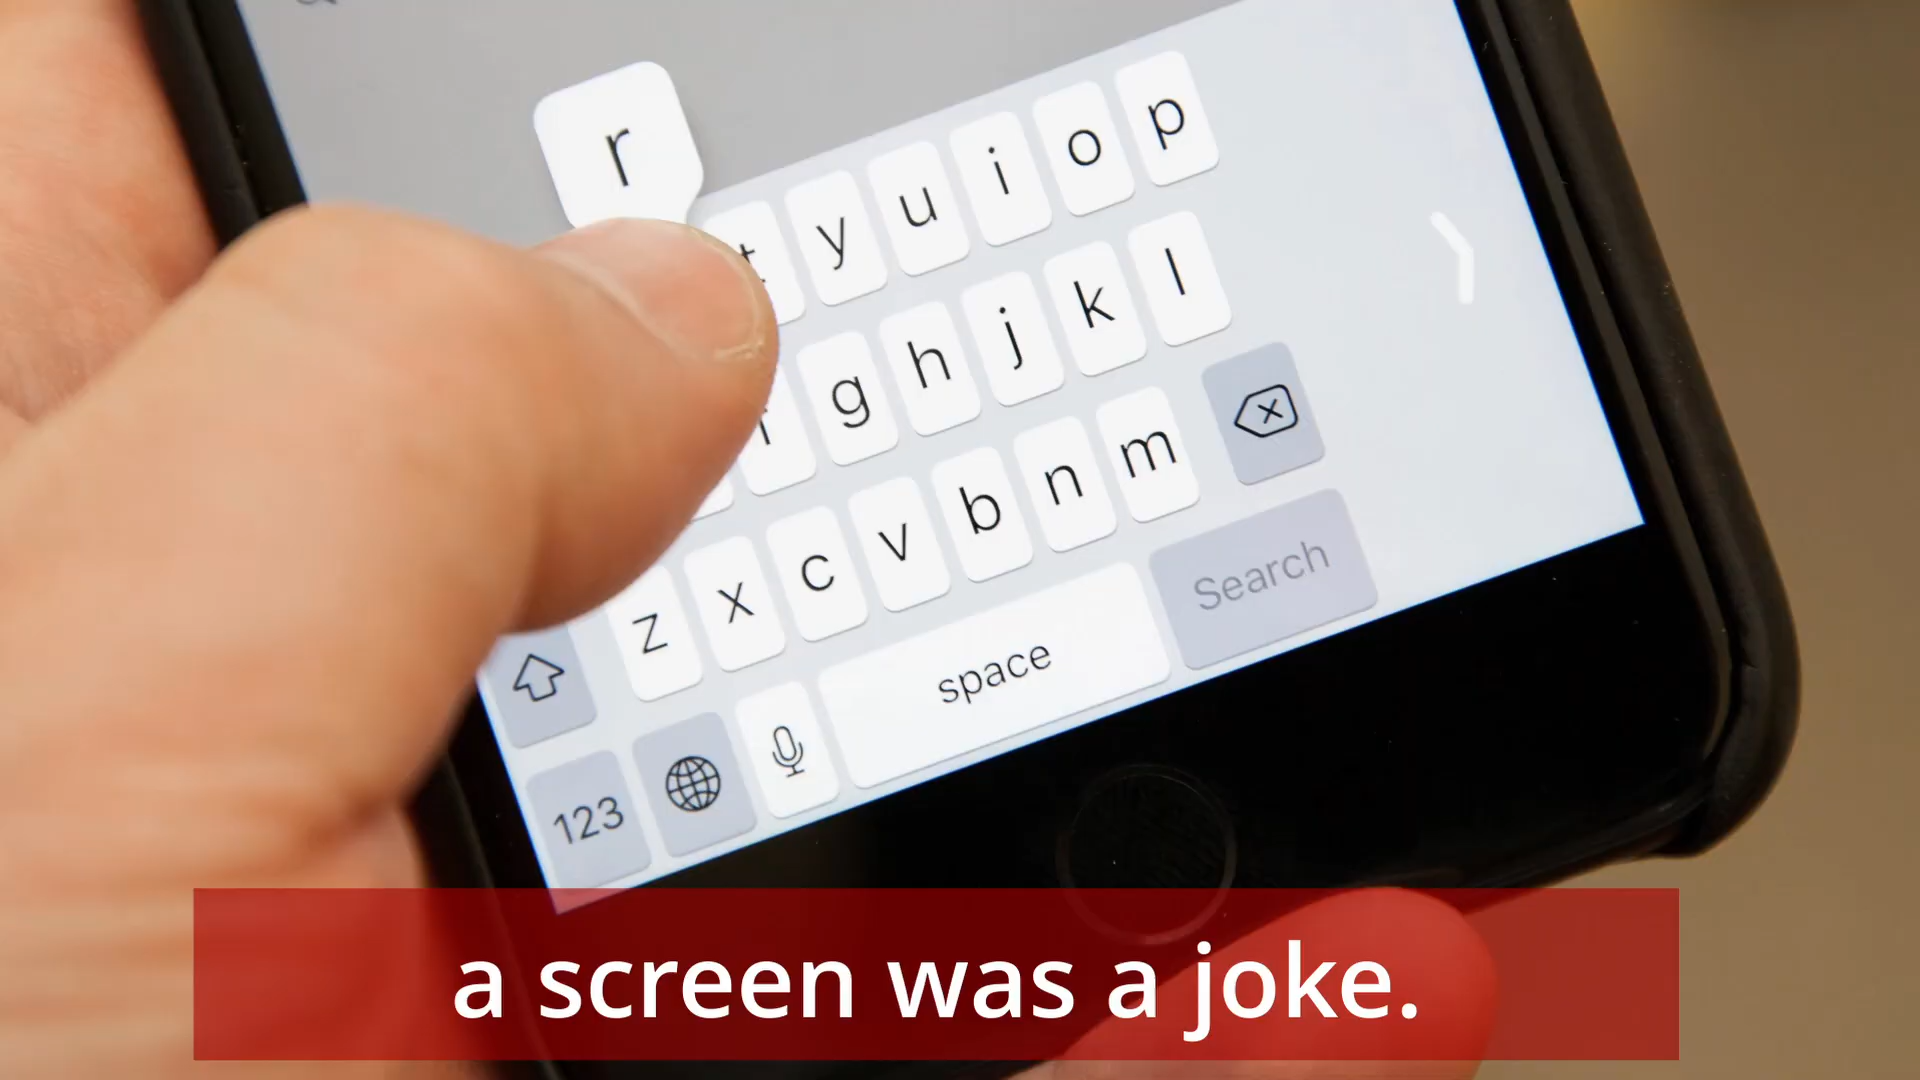 r
t y u i o p
f g h j k l
z x c v b n m
123 space Search
a screen was a joke.